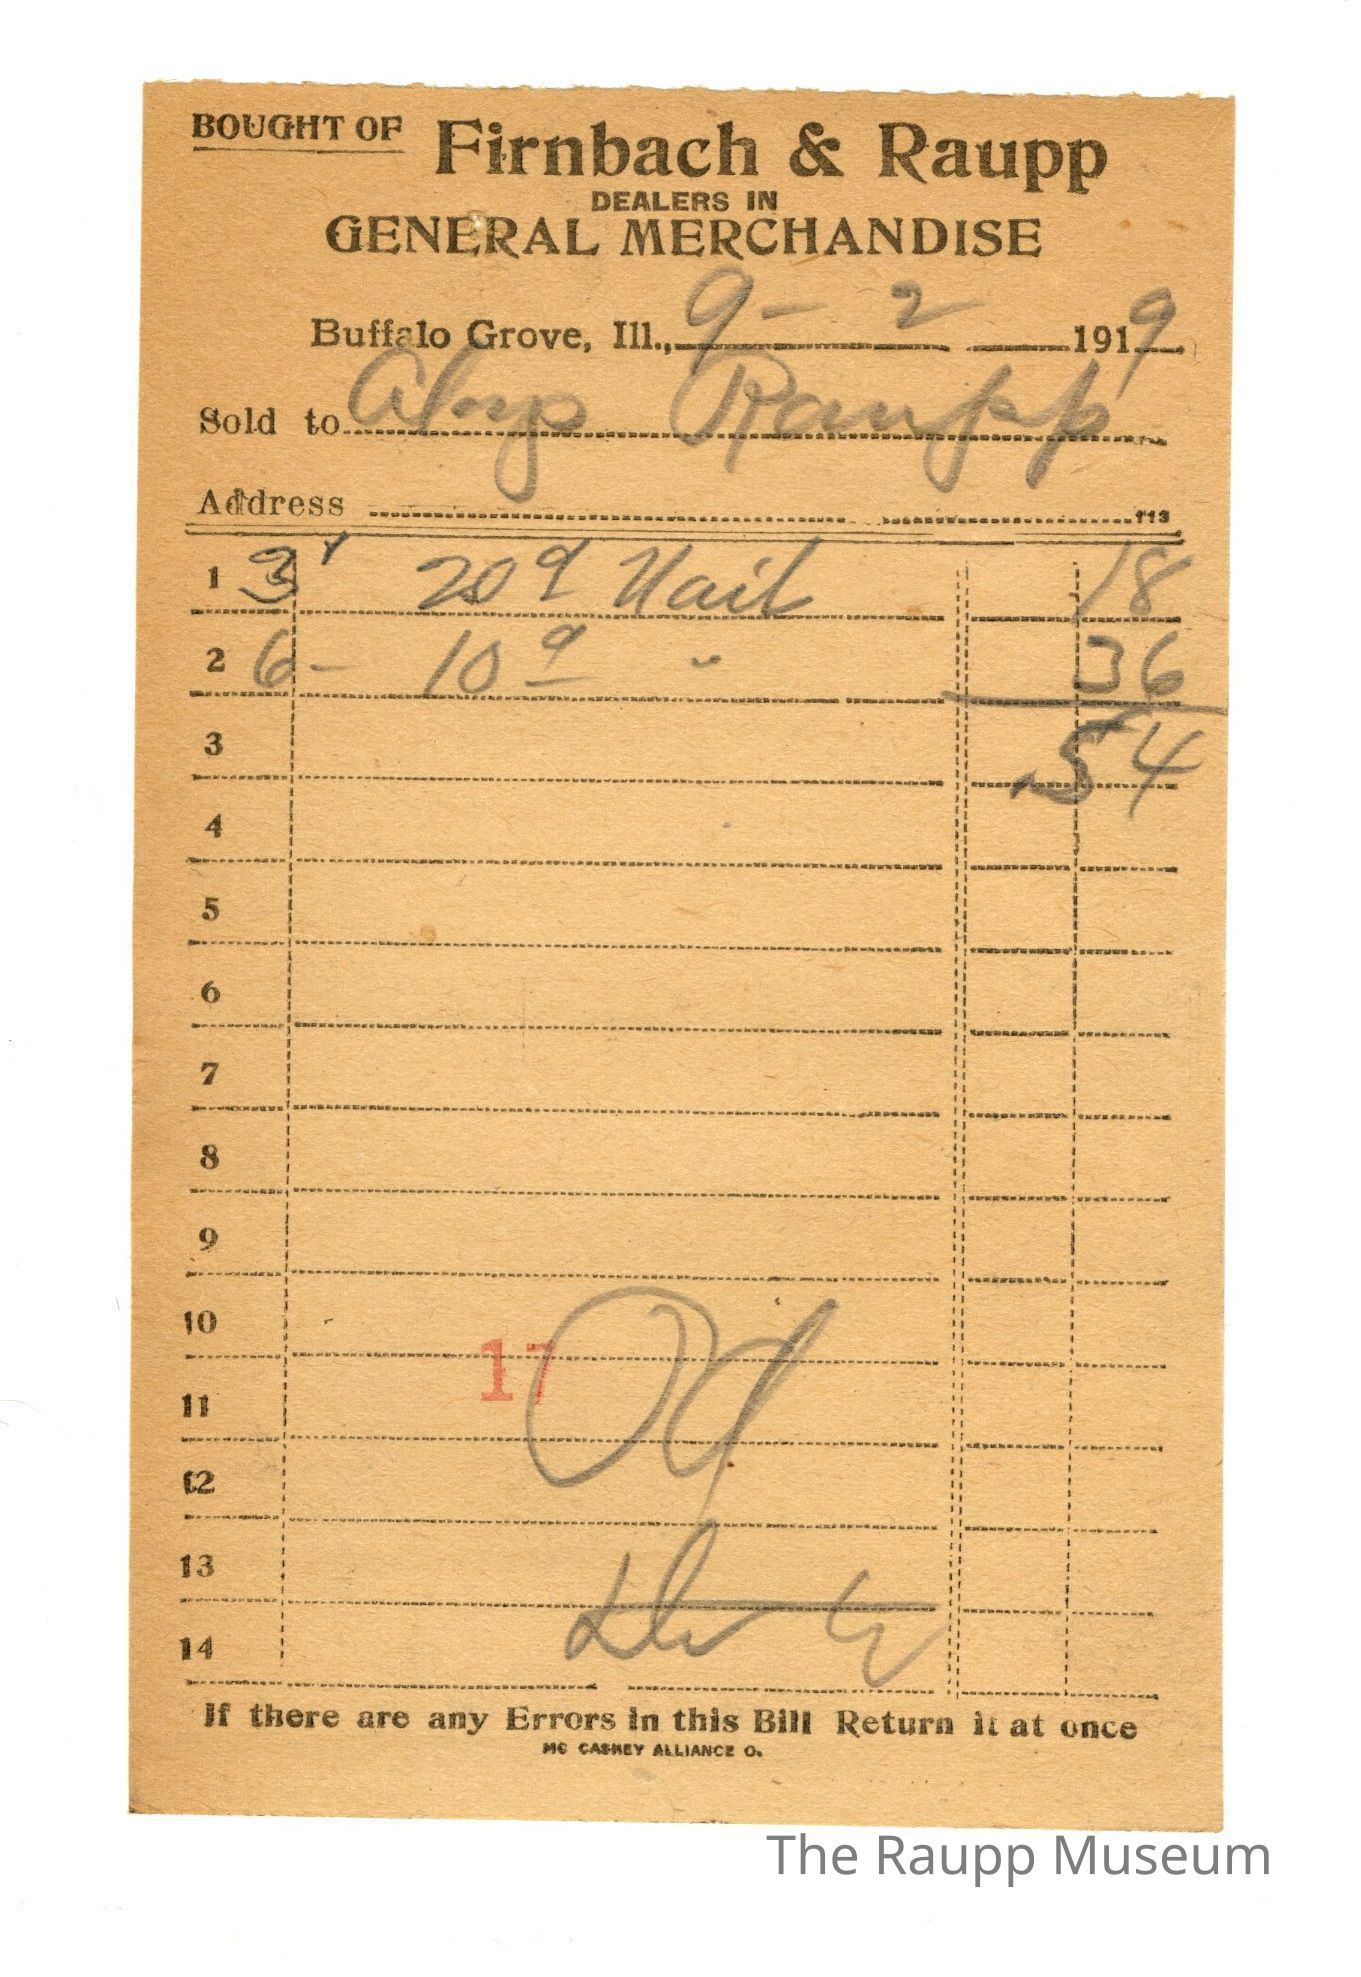 BOUGHT OF Firnbach & Raupp
DEALERS IN
GENERAL MERCHANDISE
Buffalo Grove, Ill., 9 - 2 1919
Sold to Aloys Raupp
Address 113
1 3 20 d Nail 18
2 6 - 10 d " 36
3 .54
4
5
6
7
8
9
10
17
11
12
13
14
If there are any Errors in this Bill Return it at once
MC CASKEY ALLIANCE O.
The Raupp Museum